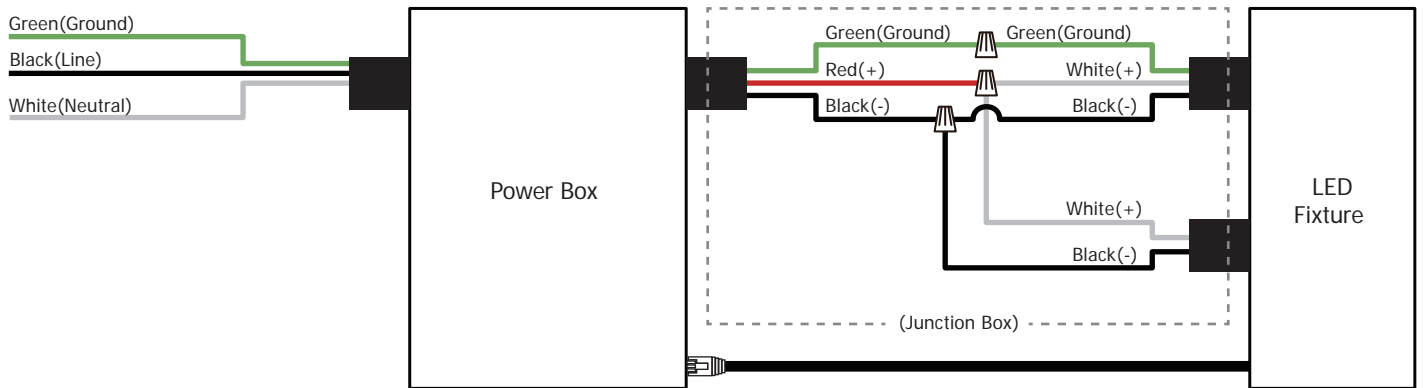 Green(Ground)
Black(Line)
White(Neutral)
Power Box
Green(Ground)
Green(Ground)
Red(+)
White(+)
Black(-)
Black(-)
White(+)
Black(-)
(Junction Box)
LED
Fixture